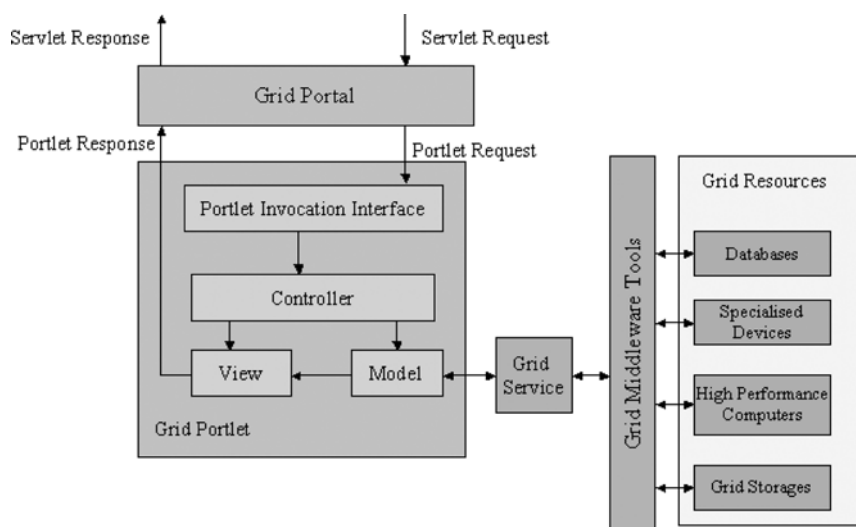 Servlet Response
Servlet Request
Grid Portal
Portlet Response
Portlet Request
Portlet Invocation Interface
Controller
View
Model
Grid Portlet
Grid
Service
Grid Middleware Tools
Grid Resources
Databases
Specialised
Devices
High Performance
Computers
Grid Storages